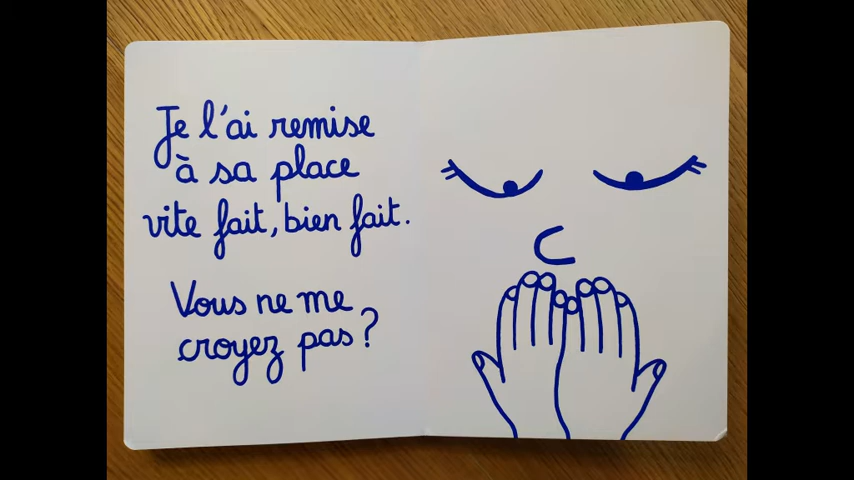 Je l'ai remise
à sa place
vite fait, bien fait.
Vous ne me
croyez pas ?